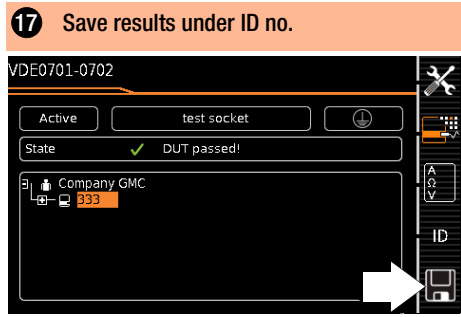 17 Save results under ID no.
VDE0701-0702
Active test socket
State ✓ DUT passed!
Company GMC
333
A
Ω
V
ID